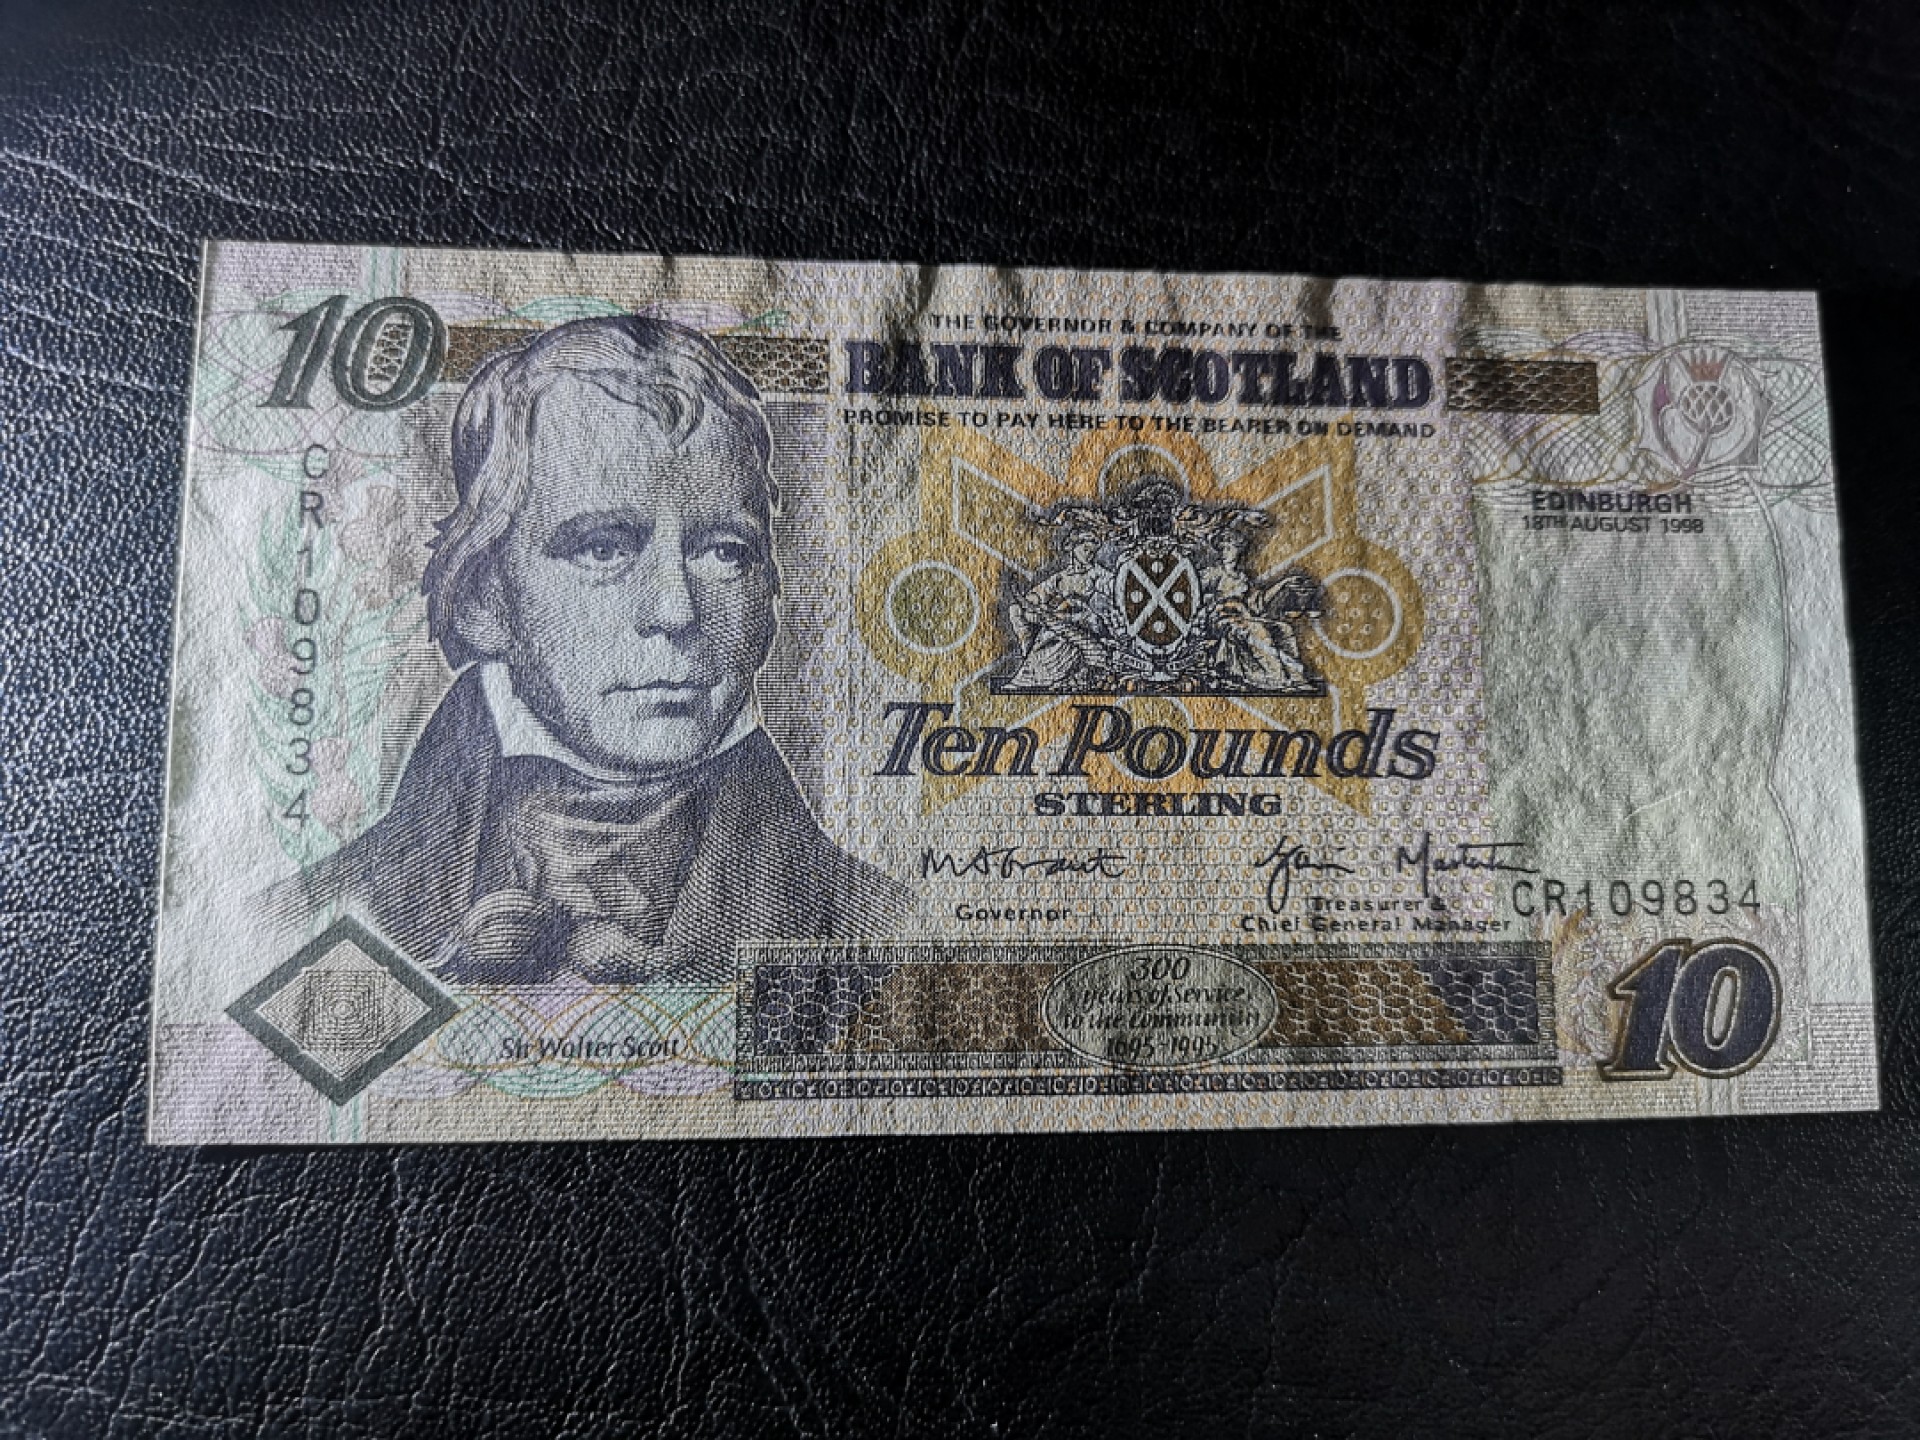 10
THE GOVERNOR & COMPANY OF THE
BANK OF SCOTLAND
PROMISE TO PAY HERE TO THE BEARER ON DEMAND
CR109834
EDINBURGH
18TH AUGUST 1998
Ten Pounds
STERLING
Governor
Treasurer &
Chief General Manager
CR109834
300
years of Service
to the Community
1695-1995
Sir Walter Scott
10